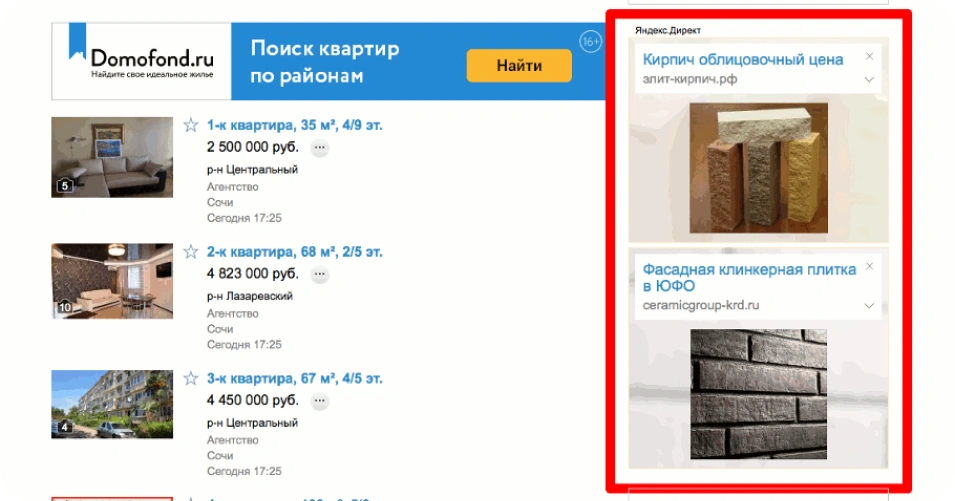 Domofond.ru
Найдите свое идеальное жилье
Поиск квартир
по районам
Найти
16+
5
1-к квартира, 35 м², 4/9 эт.
2 500 000 руб.
р-н Центральный
Агентство
Сочи
Сегодня 17:25
10
2-к квартира, 68 м², 2/5 эт.
4 823 000 руб.
р-н Лазаревский
Агентство
Сочи
Сегодня 17:25
4
3-к квартира, 67 м², 4/5 эт.
4 450 000 руб.
р-н Центральный
Агентство
Сочи
Сегодня 17:25
Яндекс.Директ
Кирпич облицовочный цена
элит-кирпич.рф
Фасадная клинкерная плитка
в ЮФО
ceramicgroup-krd.ru